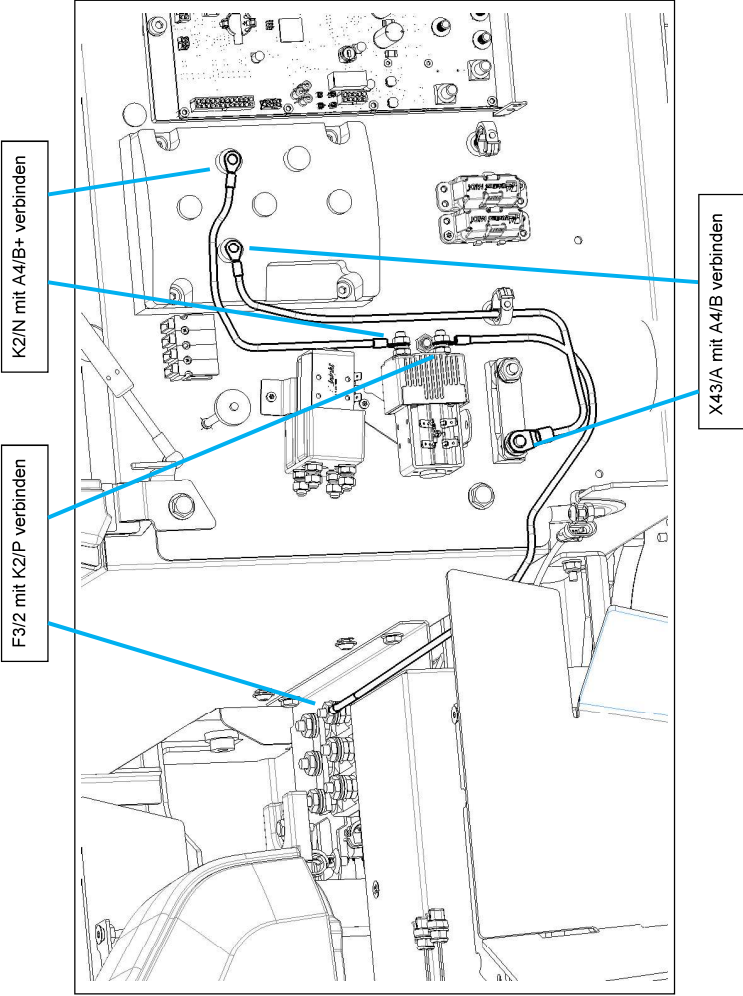 K2/N mit A4/B+ verbinden
F3/2 mit K2/P verbinden
X43/A mit A4/B verbinden